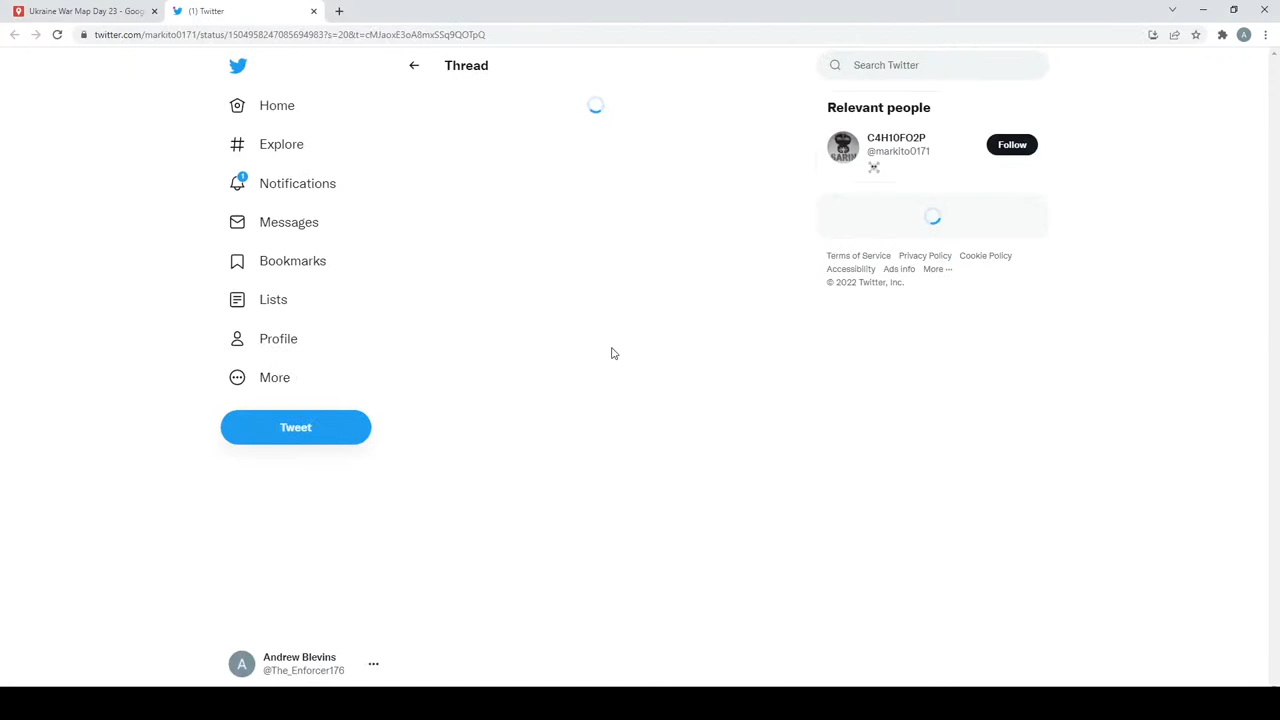 Ukraine War Map Day 23 - Goog
(1) Twitter
twitter.com/markito0171/status/1504958247085694983?s=20&t=cMJaoxE3oA8mxSSq9QOTpQ
Thread
Search Twitter
Home
Explore
1
Notifications
Messages
Bookmarks
Lists
Profile
More
Tweet
Relevant people
C4H10FO2P
@markito0171
Follow
Terms of Service Privacy Policy Cookie Policy
Accessibility Ads info More ···
© 2022 Twitter, Inc.
A
Andrew Blevins
@The_Enforcer176
A